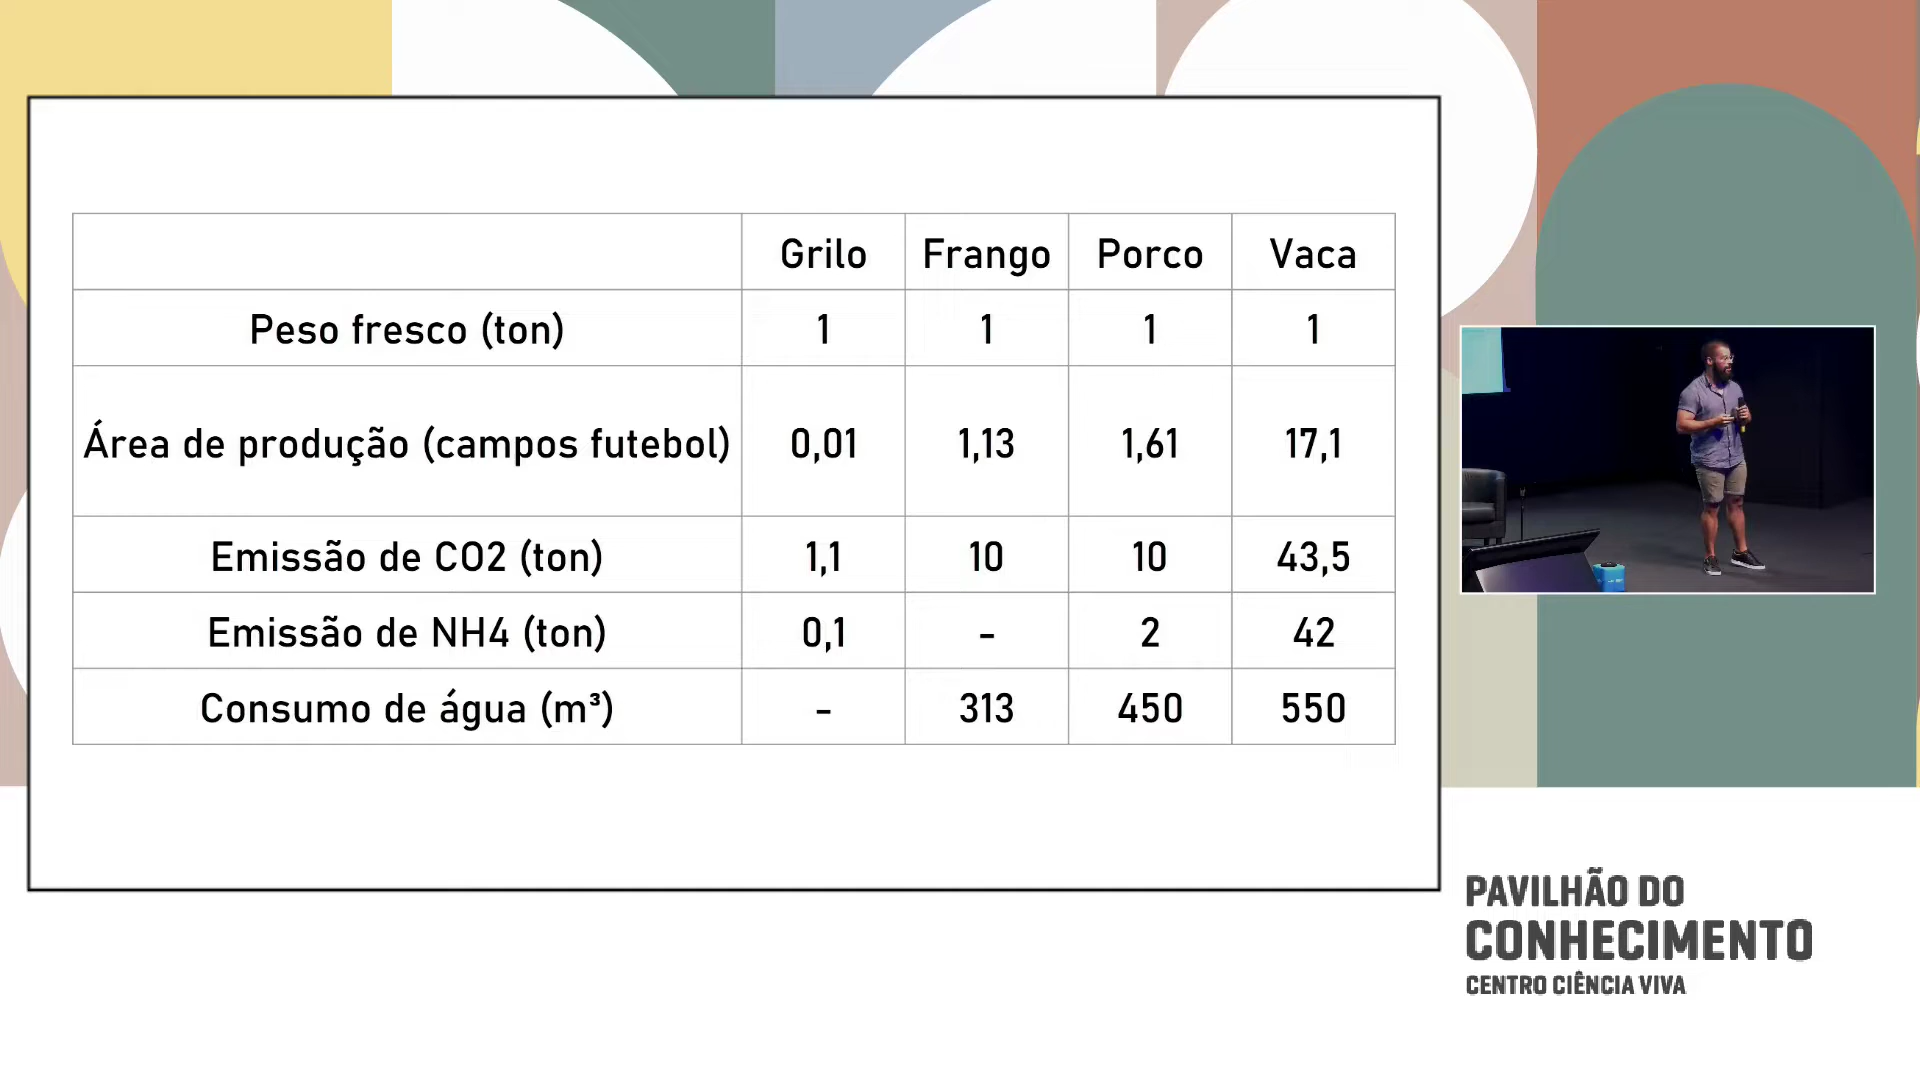 Grilo Frango Porco Vaca
Peso fresco (ton) 1 1 1 1
Área de produção (campos futebol) 0,01 1,13 1,61 17,1
Emissão de CO2 (ton) 1,1 10 10 43,5
Emissão de NH4 (ton) 0,1 - 2 42
Consumo de água (m³) - 313 450 550
PAVILHÃO DO
CONHECIMENTO
CENTRO CIÊNCIA VIVA